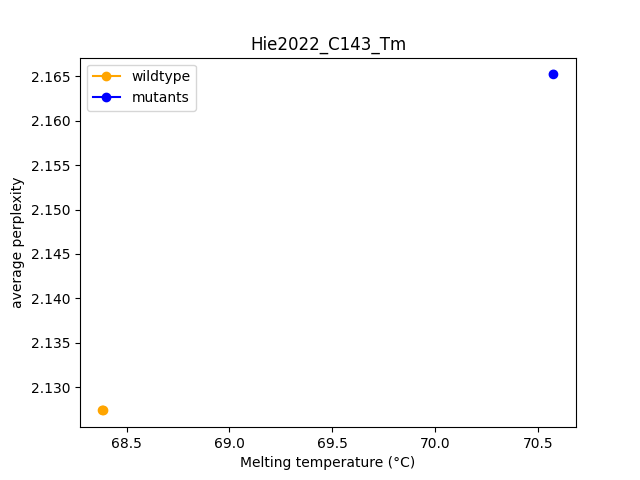 Hie2022_C143_Tm
wildtype
mutants
2.165
2.160
2.155
2.150
2.145
2.140
2.135
2.130
average perplexity
68.5 69.0 69.5 70.0 70.5
Melting temperature (°C)